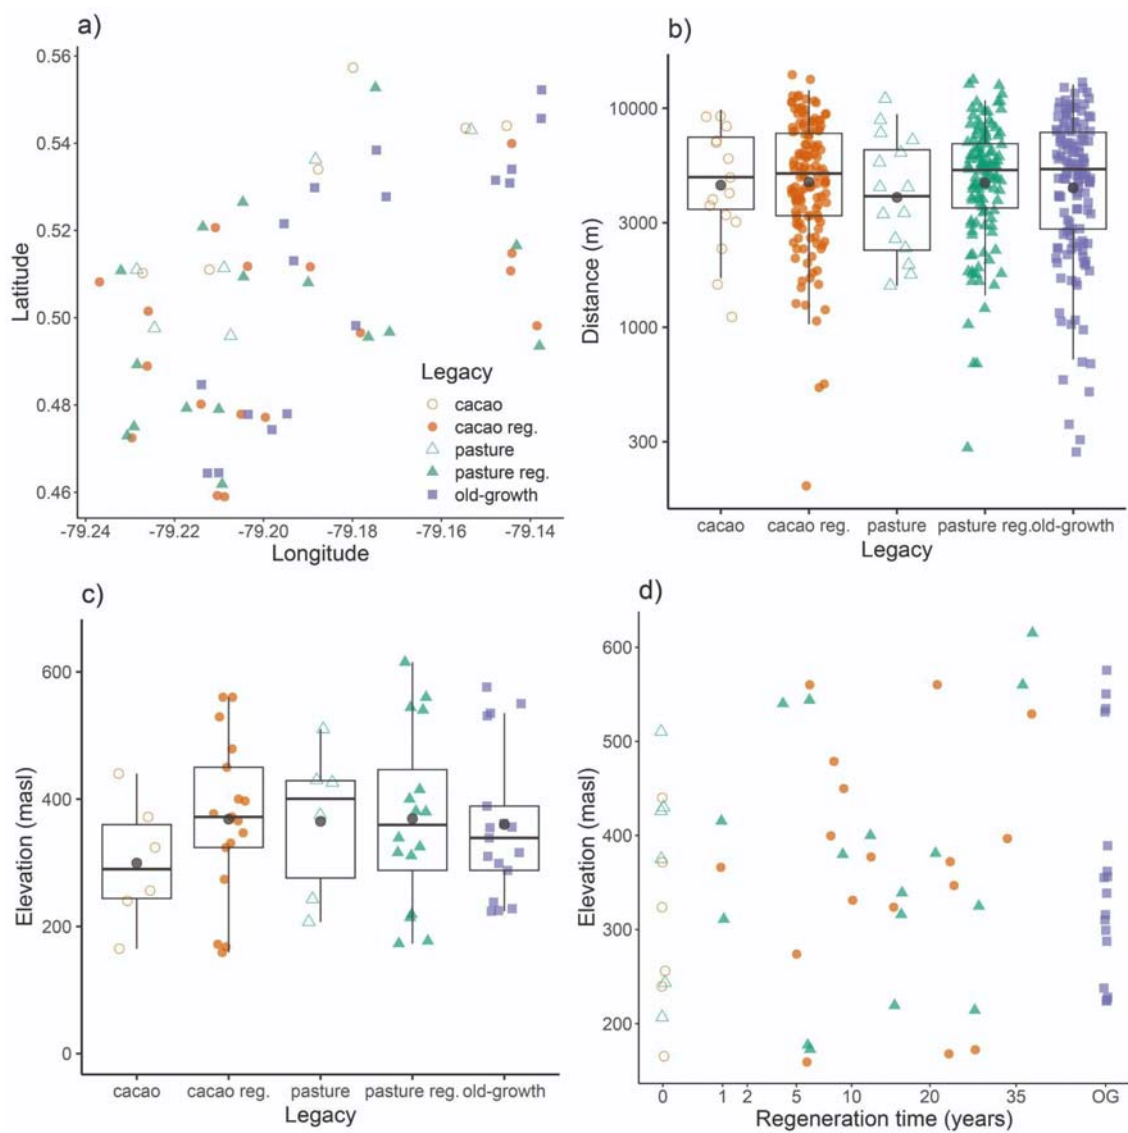 a)
0.56
0.54
0.52
0.50
0.48
0.46
Latitude
-79.24 -79.22 -79.20 -79.18 -79.16 -79.14
Longitude
Legacy
cacao
cacao reg.
pasture
pasture reg.
old-growth
b)
10000
3000
1000
300
Distance (m)
cacao cacao reg. pasture pasture reg. old-growth
Legacy
c)
600
400
200
0
Elevation (masl)
cacao cacao reg. pasture pasture reg. old-growth
Legacy
d)
600
500
400
300
200
Elevation (masl)
0 1 2 5 10 20 35 OG
Regeneration time (years)